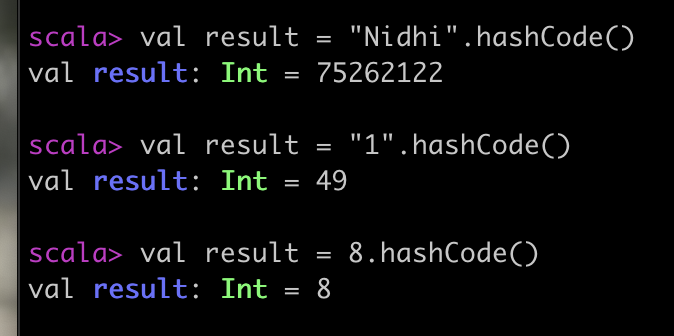 scala> val result = "Nidhi".hashCode()
val result: Int = 75262122
scala> val result = "1".hashCode()
val result: Int = 49
scala> val result = 8.hashCode()
val result: Int = 8